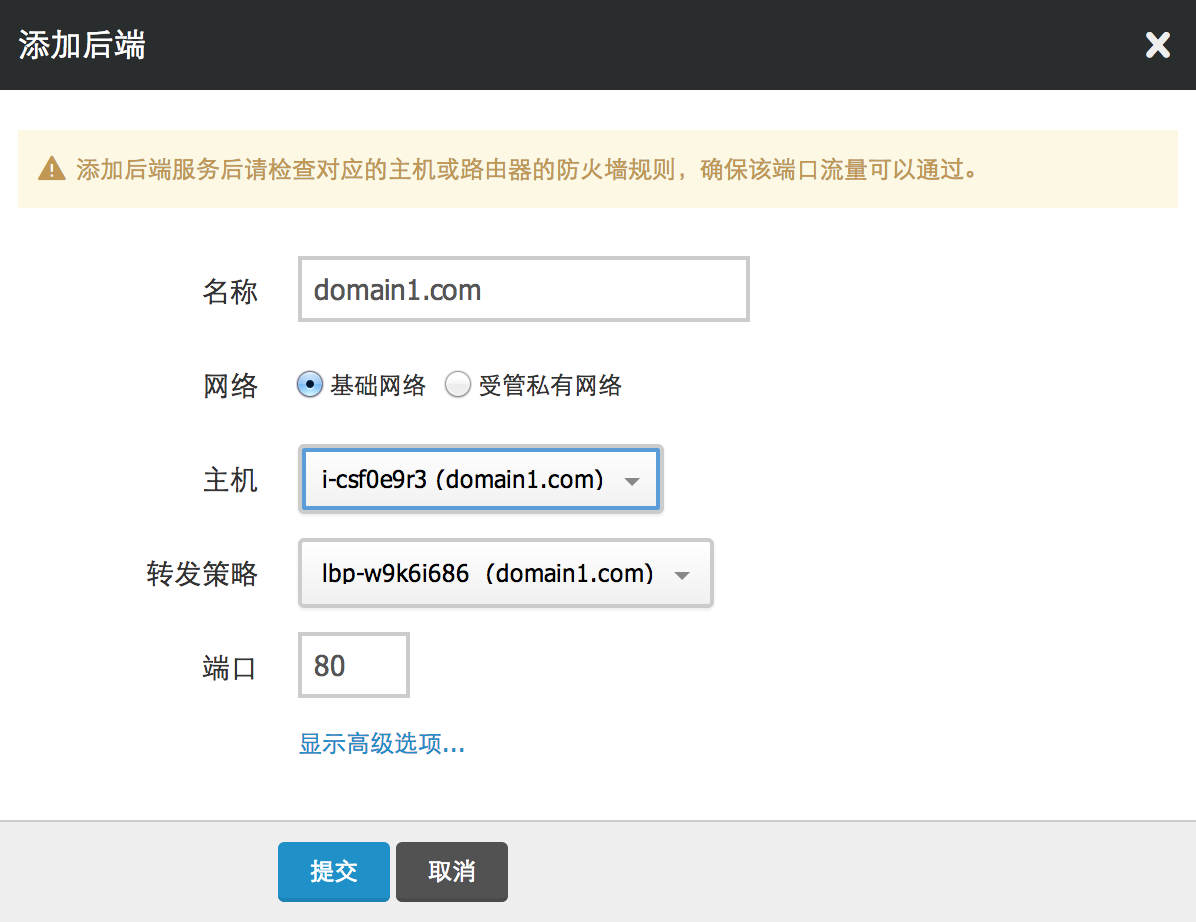 添加后端
添加后端服务后请检查对应的主机或路由器的防火墙规则，确保该端口流量可以通过。
名称 domain1.com
网络 基础网络 受管私有网络
主机 i-csf0e9r3 (domain1.com)
转发策略 lbp-w9k6i686 (domain1.com)
端口 80
显示高级选项...
提交 取消